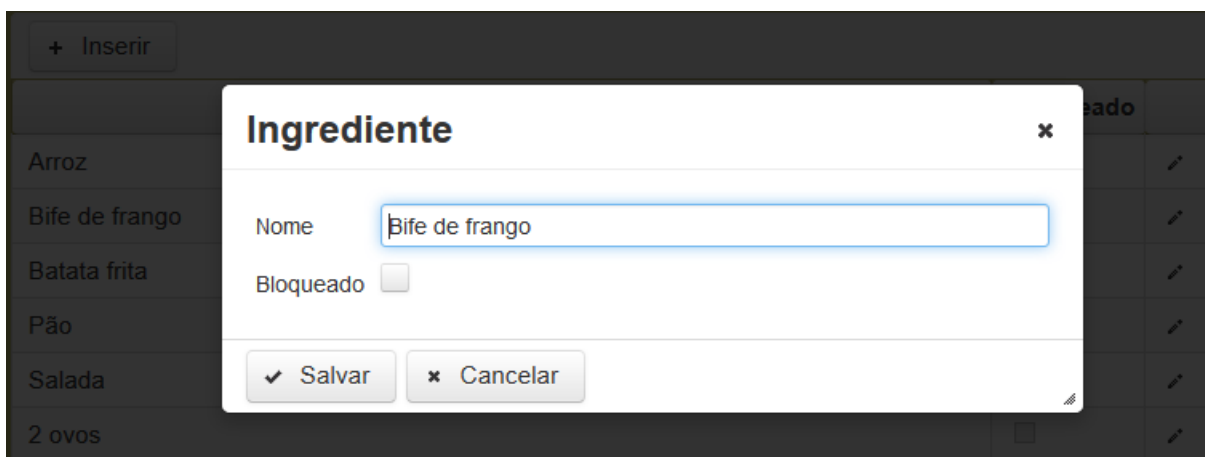 Inserir
eado
Ingrediente
Arroz
Bife de frango
Nome Bife de frango
Batata frita
Bloqueado
Pão
Salada
Salvar Cancelar
2 ovos